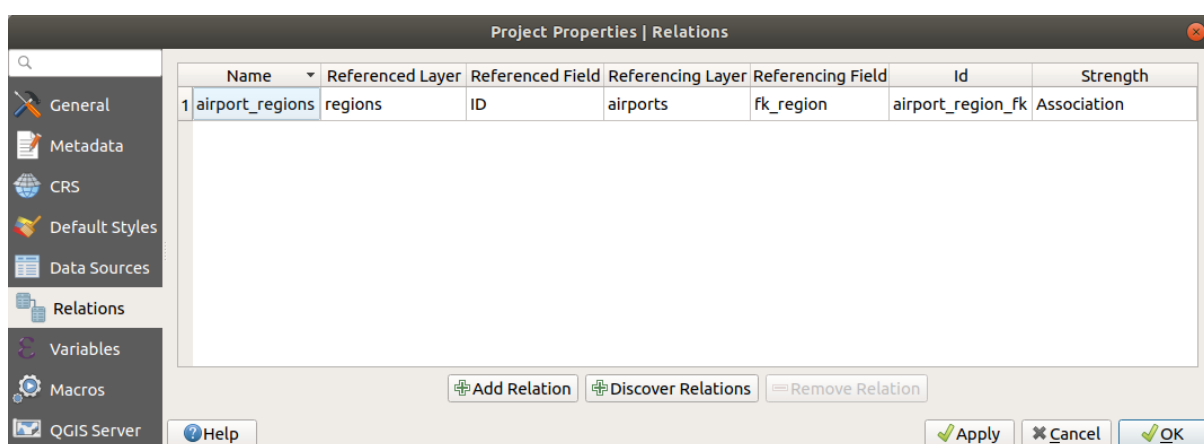 Project Properties | Relations
General
Metadata
CRS
Default Styles
Data Sources
Relations
Variables
Macros
QGIS Server
Name Referenced Layer Referenced Field Referencing Layer Referencing Field Id Strength
1 airport_regions regions ID airports fk_region airport_region_fk Association
Add Relation Discover Relations Remove Relation
Help Apply Cancel OK